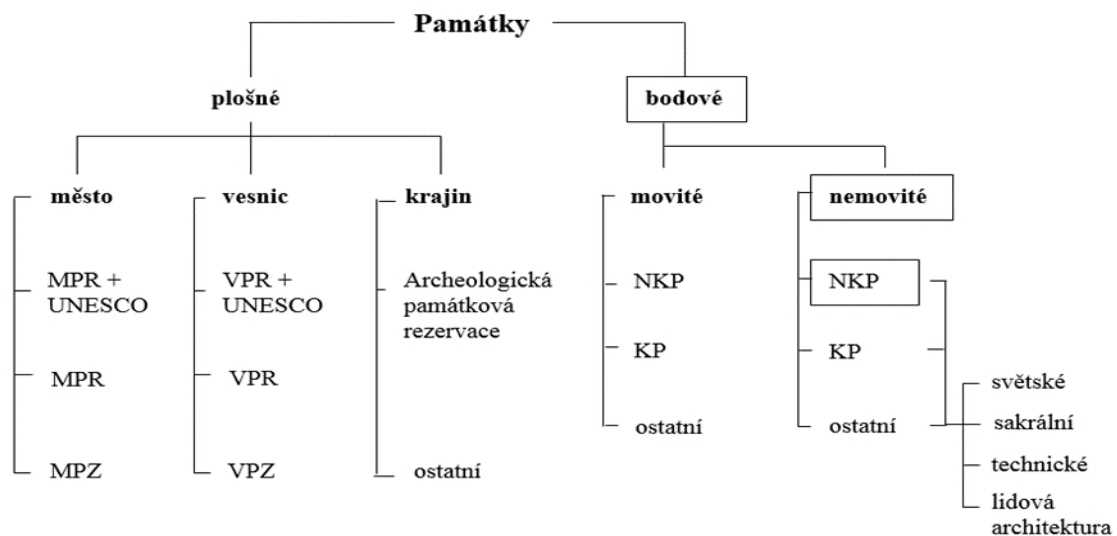 Památky
plošné
bodové
město
vesnic
krajin
movité
nemovité
MPR +
UNESCO
VPR +
UNESCO
Archeologická
památková
rezervace
NKP
NKP
MPR
VPR
KP
KP
MPZ
VPZ
ostatní
ostatní
ostatní
světské
sakrální
technické
lidová
architektura